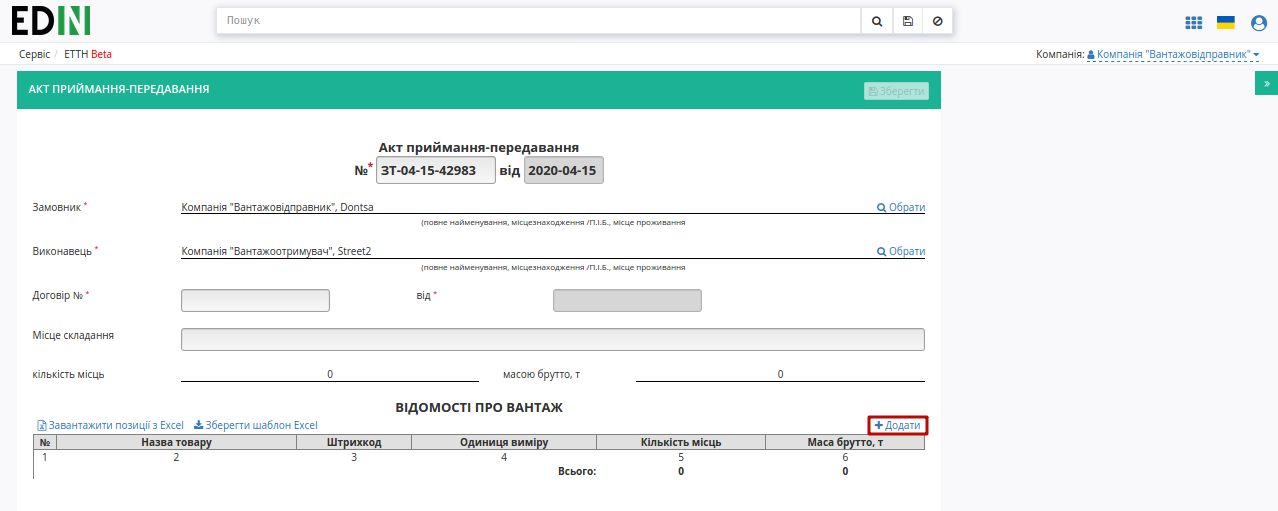 EDIN
Пошук
Сервіс / ЕТТН Beta
Компанія: Компанія "Вантажовідправник"
АКТ ПРИЙМАННЯ-ПЕРЕДАВАННЯ
Зберегти
»
Акт приймання-передавання
№* ЗТ-04-15-42983 від 2020-04-15
Замовник * Компанія "Вантажовідправник", Dontsa Обрати
(повне найменування, місцезнаходження /П.І.Б., місце проживання
Виконавець * Компанія "Вантажоотримувач", Street2 Обрати
(повне найменування, місцезнаходження /П.І.Б., місце проживання
Договір № * від *
Місце складання
кількість місць 0 масою брутто, т 0
ВІДОМОСТІ ПРО ВАНТАЖ
Завантажити позиції з Excel Зберегти шаблон Excel + Додати
№ Назва товару Штрихкод Одиниця виміру Кількість місць Маса брутто, т
1 2 3 4 5 6
Всього: 0 0